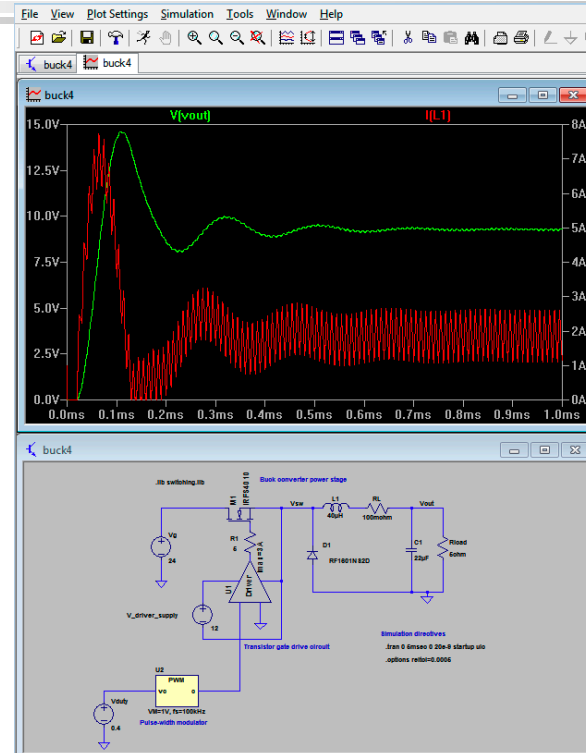 File View Plot Settings Simulation Tools Window Help
buck4 buck4
buck4
V(vout) I(L1)
15.0V 8A
12.5V 7A
6A
10.0V 5A
7.5V 4A
5.0V 3A
2A
2.5V 1A
0.0V 0A
0.0ms 0.1ms 0.2ms 0.3ms 0.4ms 0.5ms 0.6ms 0.7ms 0.8ms 0.9ms 1.0ms
buck4
.lib switching.lib
Buck converter power stage
M1
IRFS4010
Vsw
L1
40µH
RL
100mohm
Vout
Vg
24
R1
5
Imax=3A
Driver
U1
D1
RF1601NS2D
C1
22µF
Rload
5ohm
V_driver_supply
12
Transistor gate drive circuit
Simulation directives
.tran 0 6msec 0 20e-9 startup uic
.options reltol=0.0005
U2
PWM
vc
VM=1V, fs=100kHz
Pulse-width modulator
Vduty
0.4